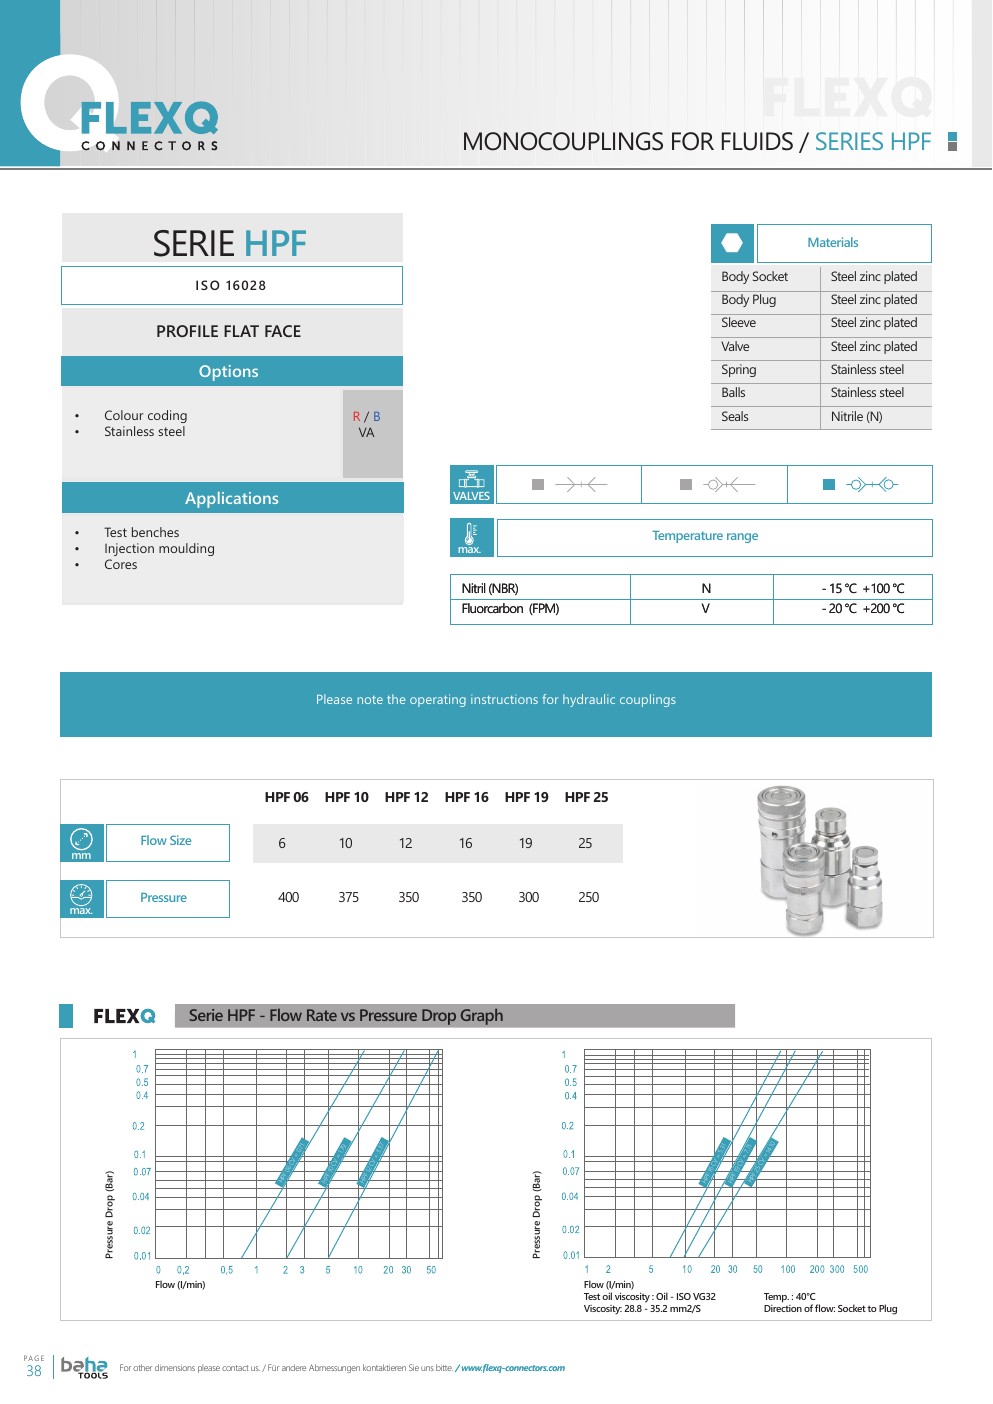 FLEXQ
FLEXQ
CONNECTORS
MONOCOUPLINGS FOR FLUIDS / SERIES HPF
SERIE HPF
ISO 16028
PROFILE FLAT FACE
Options
• Colour coding R / B
• Stainless steel VA
Applications
• Test benches
• Injection moulding
• Cores
Materials
Body Socket Steel zinc plated
Body Plug Steel zinc plated
Sleeve Steel zinc plated
Valve Steel zinc plated
Spring Stainless steel
Balls Stainless steel
Seals Nitrile (N)
VALVES
max.
Temperature range
Nitril (NBR) N - 15 °C +100 °C
Fluorcarbon (FPM) V - 20 °C +200 °C
Please note the operating instructions for hydraulic couplings
HPF 06 HPF 10 HPF 12 HPF 16 HPF 19 HPF 25
mm Flow Size 6 10 12 16 19 25
max. Pressure 400 375 350 350 300 250
FLEXQ Serie HPF - Flow Rate vs Pressure Drop Graph
Pressure Drop (Bar)
1
0.7
0.5
0.4
0.2
0.1
0.07
0.04
0.02
0,01
0 0,2 0,5 1 2 3 5 10 20 30 50
Flow (l/min)
Pressure Drop (Bar)
1
0.7
0.5
0.4
0.2
0.1
0.07
0.04
0.02
0.01
1 2 5 10 20 30 50 100 200 300 500
Flow (l/min)
Test oil viscosity : Oil - ISO VG32 Temp. : 40°C
Viscosity: 28.8 - 35.2 mm2/S Direction of flow: Socket to Plug
PAGE
38
baha
TOOLS
For other dimensions please contact us. / Für andere Abmessungen kontaktieren Sie uns bitte. / www.flexq-connectors.com